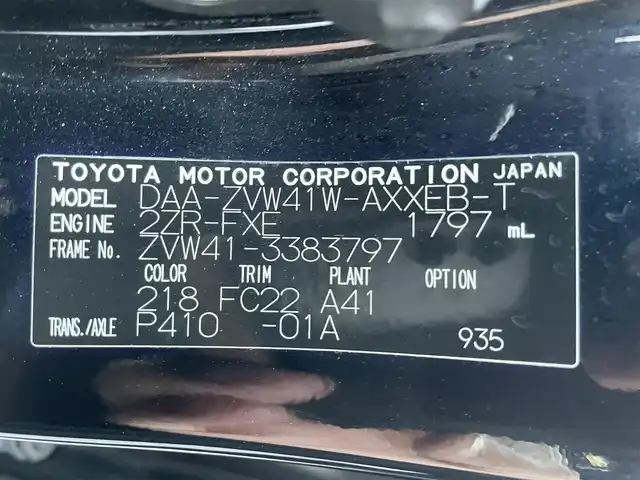 TOYOTA MOTOR CORPORATION JAPAN
MODEL DAA-ZVW41W-AXXEB-T
ENGINE 2ZR-FXE 1797 mL
FRAME No. ZVW41-3383797
COLOR TRIM PLANT OPTION
218 FC22 A41
TRANS./AXLE P410 -01A 935